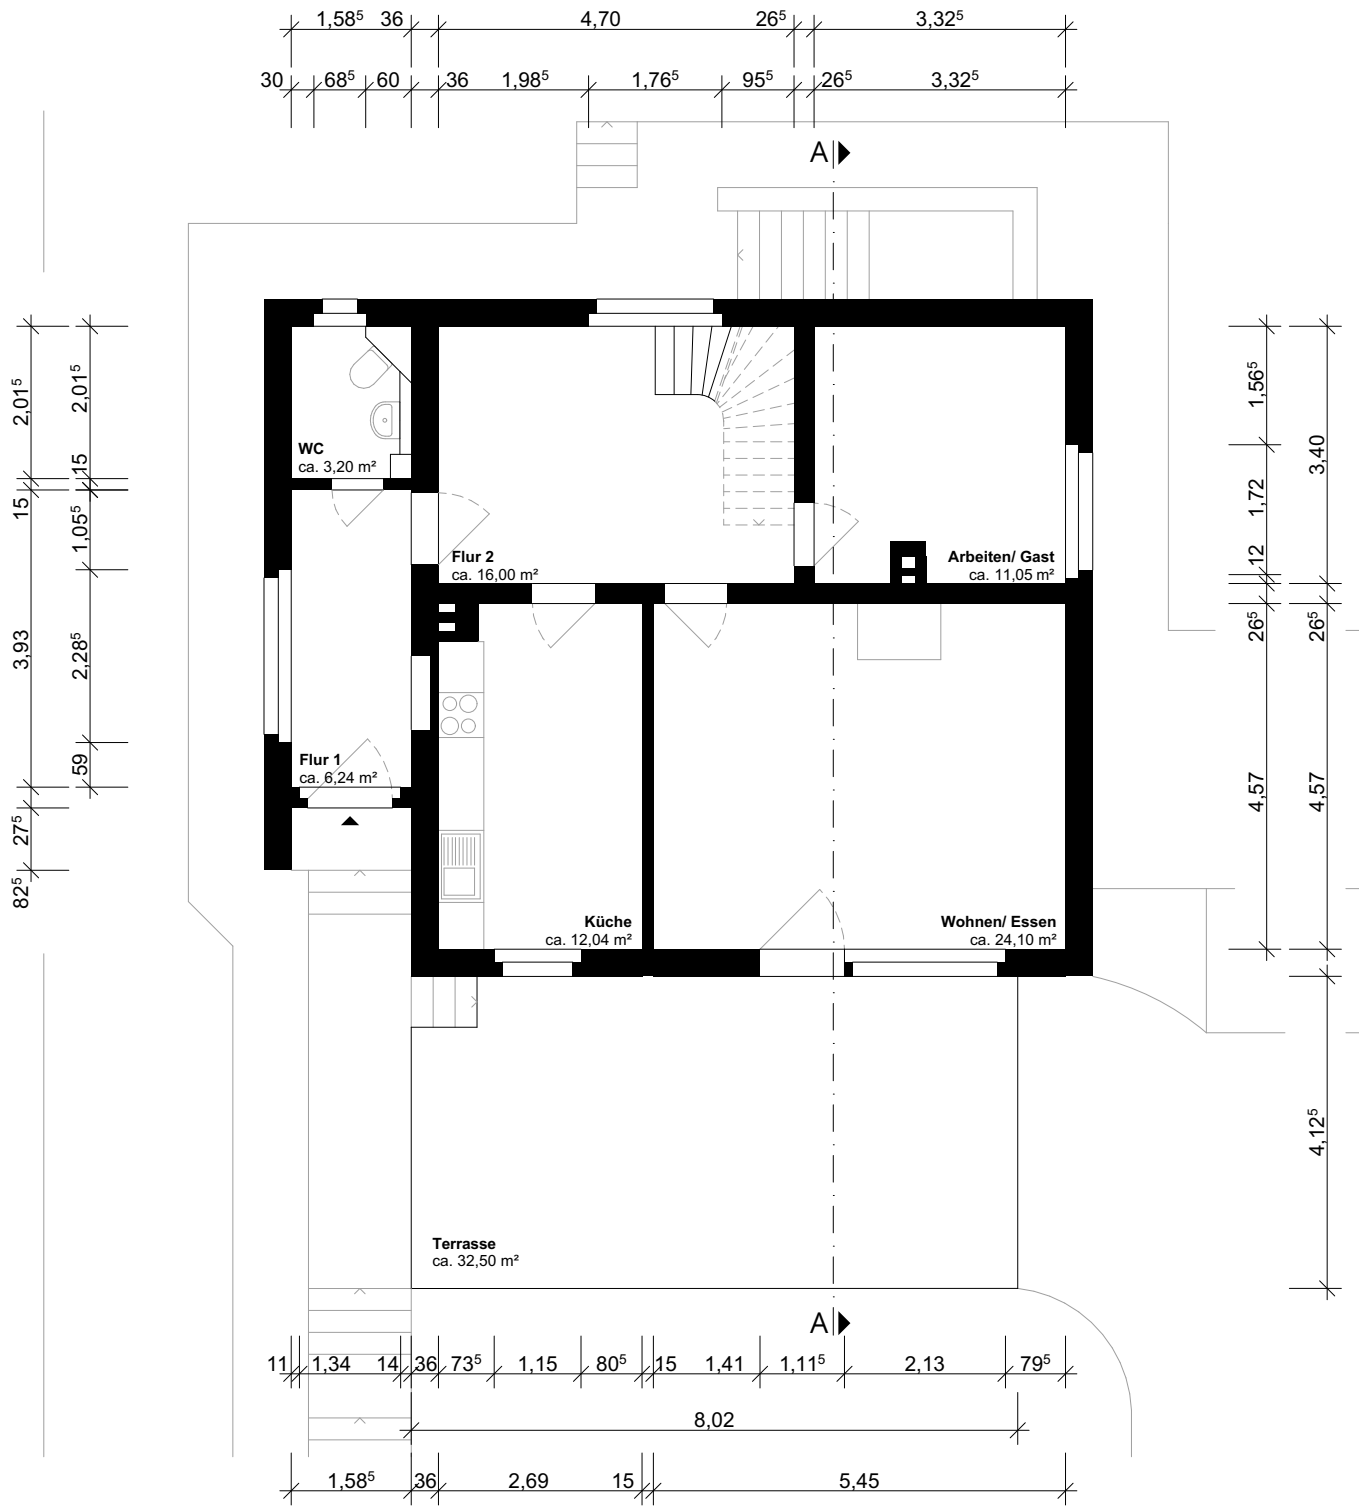 1,58⁵ 36 4,70 26⁵ 3,32⁵
30 68⁵ 60 36 1,98⁵ 1,76⁵ 95⁵ 26⁵ 3,32⁵
A
2,01⁵
15
3,93
27⁵
82⁵
2,01⁵
15
1,05⁵
2,28⁵
59
WC
ca. 3,20 m²
Flur 2
ca. 16,00 m²
Arbeiten/ Gast
ca. 11,05 m²
Flur 1
ca. 6,24 m²
Küche
ca. 12,04 m²
Wohnen/ Essen
ca. 24,10 m²
1,56⁵
1,72
12
26⁵
4,57
3,40
26⁵
4,57
4,12⁵
Terrasse
ca. 32,50 m²
A
11 1,34 14 36 73⁵ 1,15 80⁵ 15 1,41 1,11⁵ 2,13 79⁵
8,02
1,58⁵ 36 2,69 15 5,45